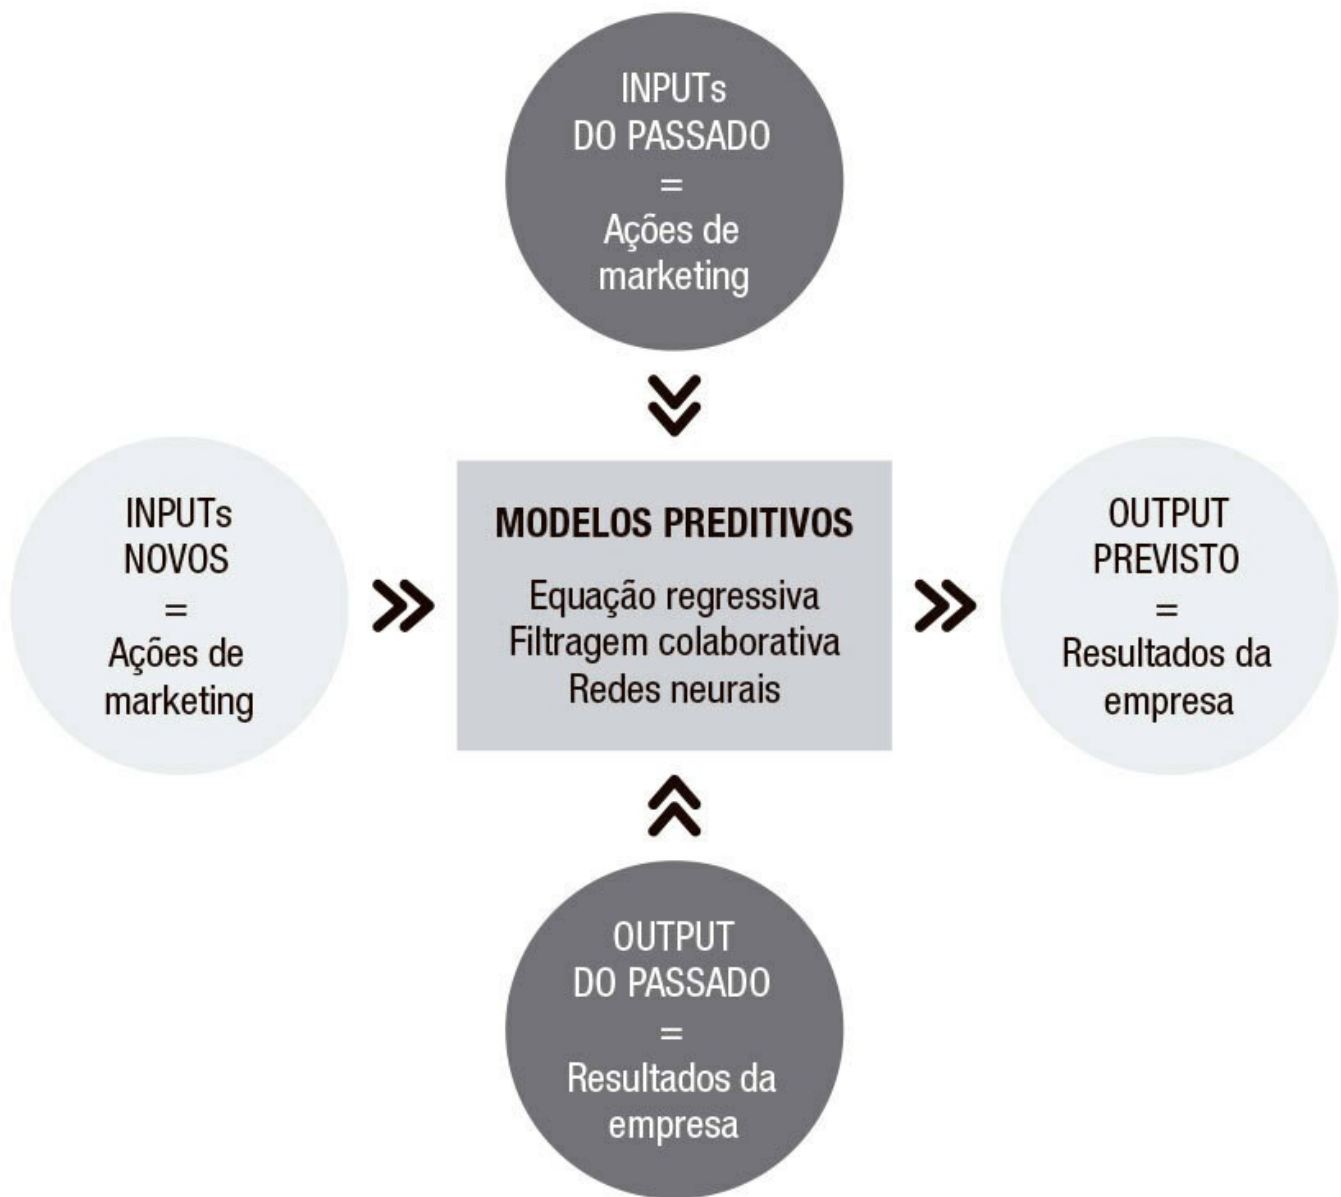 INPUTs
DO PASSADO
=
Ações de
marketing
INPUTs
NOVOS
=
Ações de
marketing
MODELOS PREDITIVOS
Equação regressiva
Filtragem colaborativa
Redes neurais
OUTPUT
PREVISTO
=
Resultados da
empresa
OUTPUT
DO PASSADO
=
Resultados da
empresa